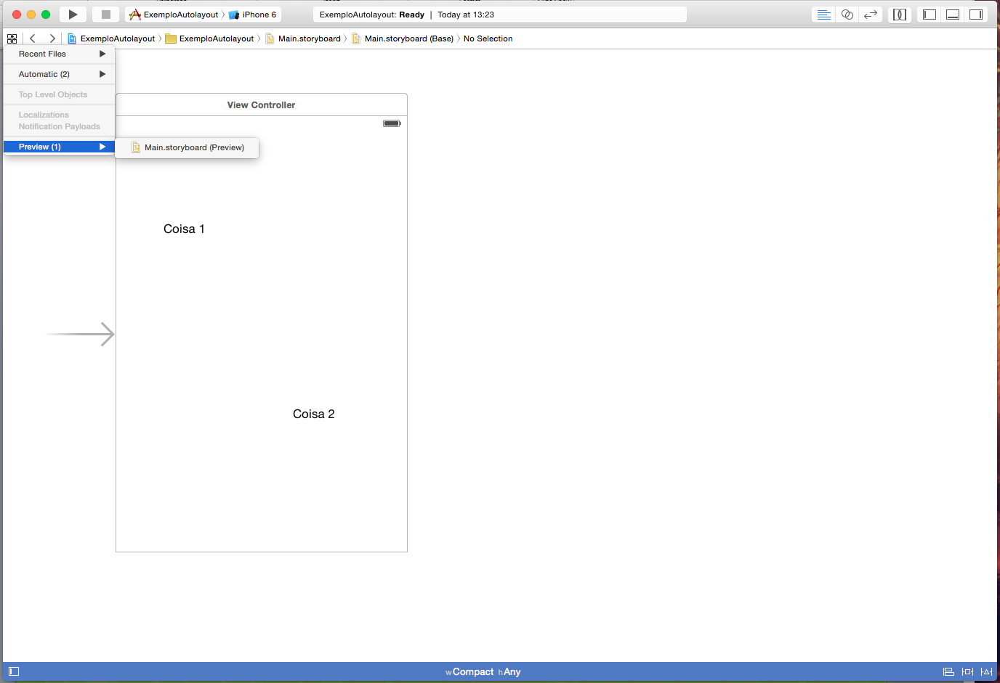 ExemploAutolayout iPhone 6 ExemploAutolayout: Ready | Today at 13:23
ExemploAutolayout ExemploAutolayout Main.storyboard Main.storyboard (Base) No Selection
Recent Files
Automatic (2)
Top Level Objects
Localizations
Notification Payloads
Preview (1)
Main.storyboard (Preview)
View Controller
Coisa 1
Coisa 2
wCompact hAny